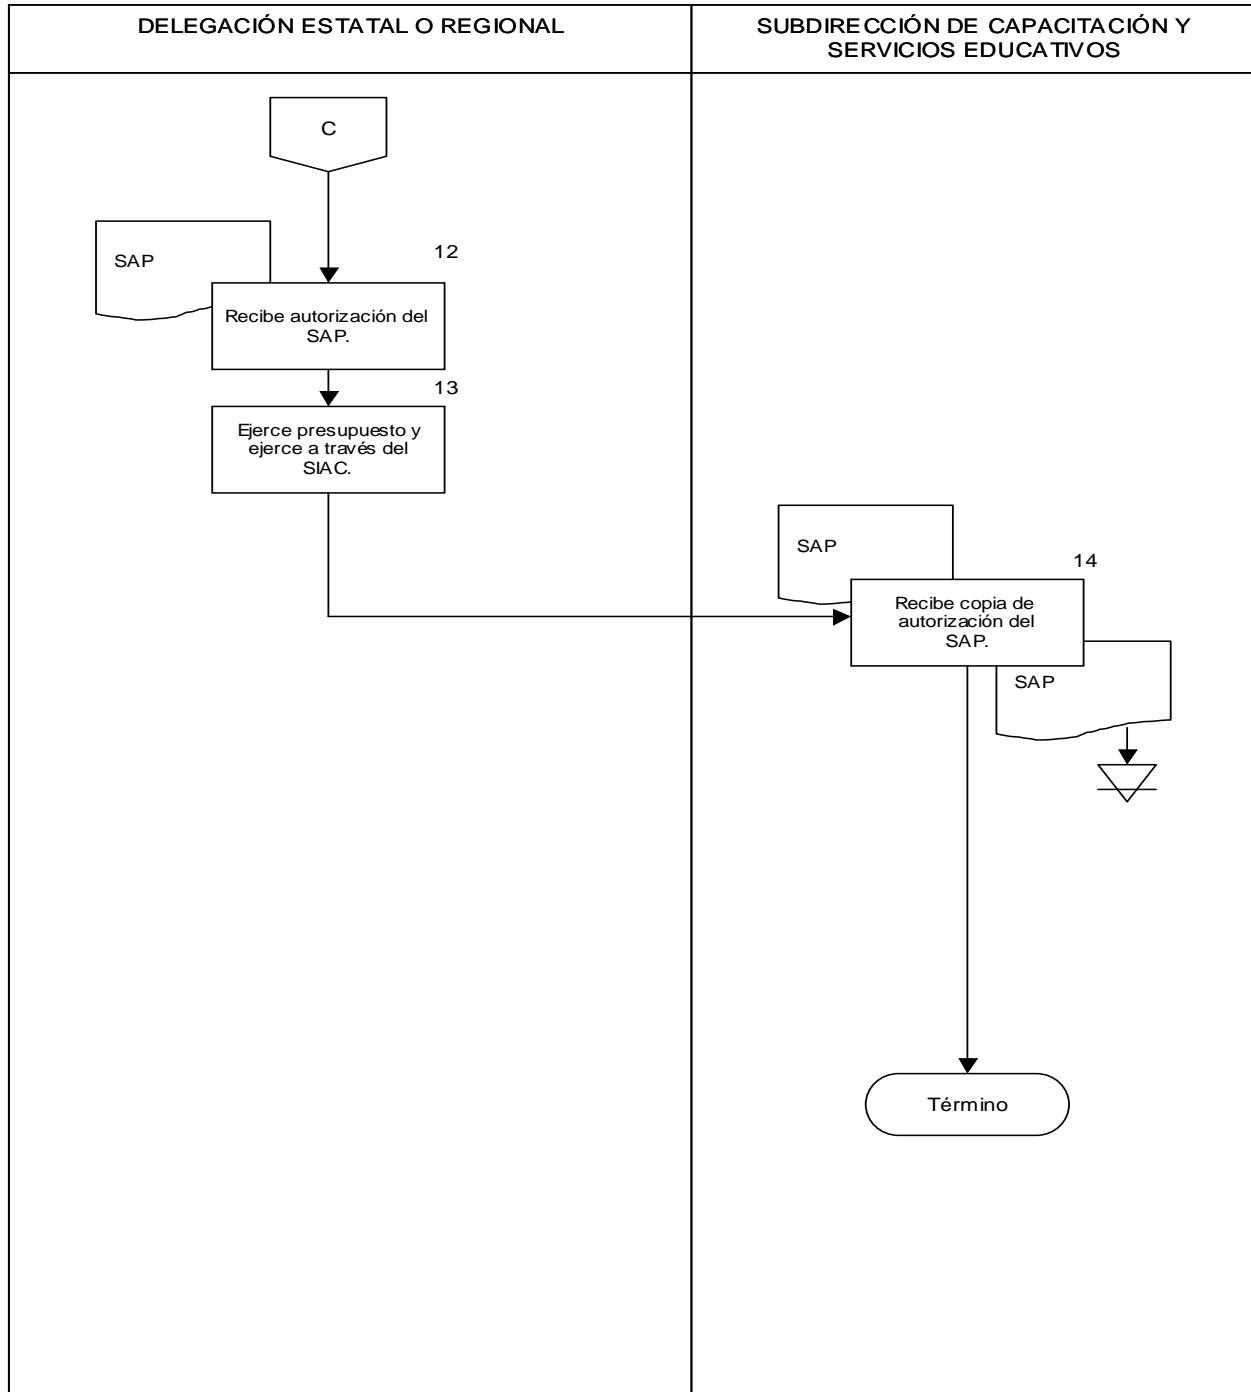 DELEGACIÓN ESTATAL O REGIONAL
SUBDIRECCIÓN DE CAPACITACIÓN Y
SERVICIOS EDUCATIVOS
C
SAP
12
Recibe autorización del
SAP.
13
Ejerce presupuesto y
ejerce a través del
SIAC.
SAP
14
Recibe copia de
autorización del
SAP.
SAP
Término